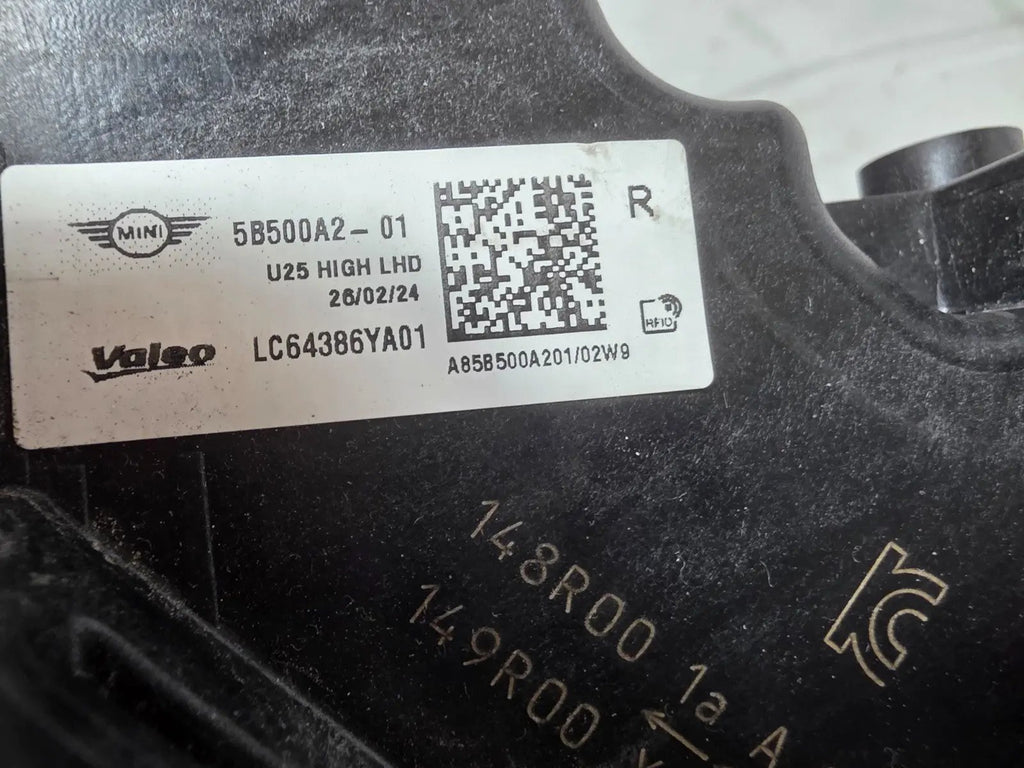 MINI
5B500A2-01
U25 HIGH LHD
26/02/24
Valeo
LC64386YA01
R
RFID
A85B500A201/02W9
148R00 1a A
149R00